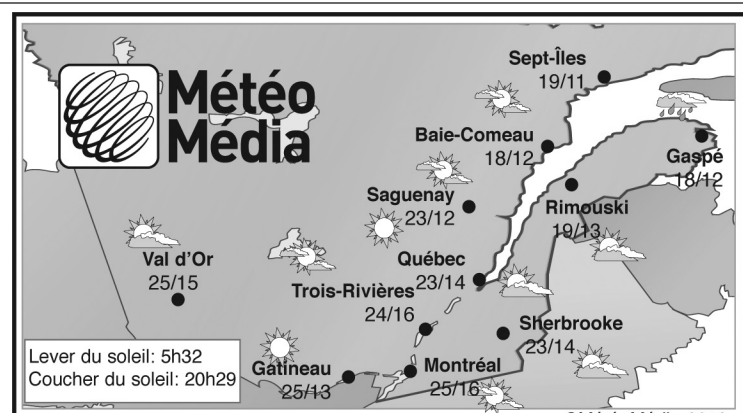 Météo
Média
Sept-Îles
19/11
Baie-Comeau
18/12
Gaspé
18/12
Saguenay
23/12
Rimouski
19/13
Val d'Or
25/15
Québec
23/14
Trois-Rivières
24/16
Sherbrooke
23/14
Lever du soleil: 5h32
Coucher du soleil: 20h29
Gatineau
25/13
Montréal
25/16